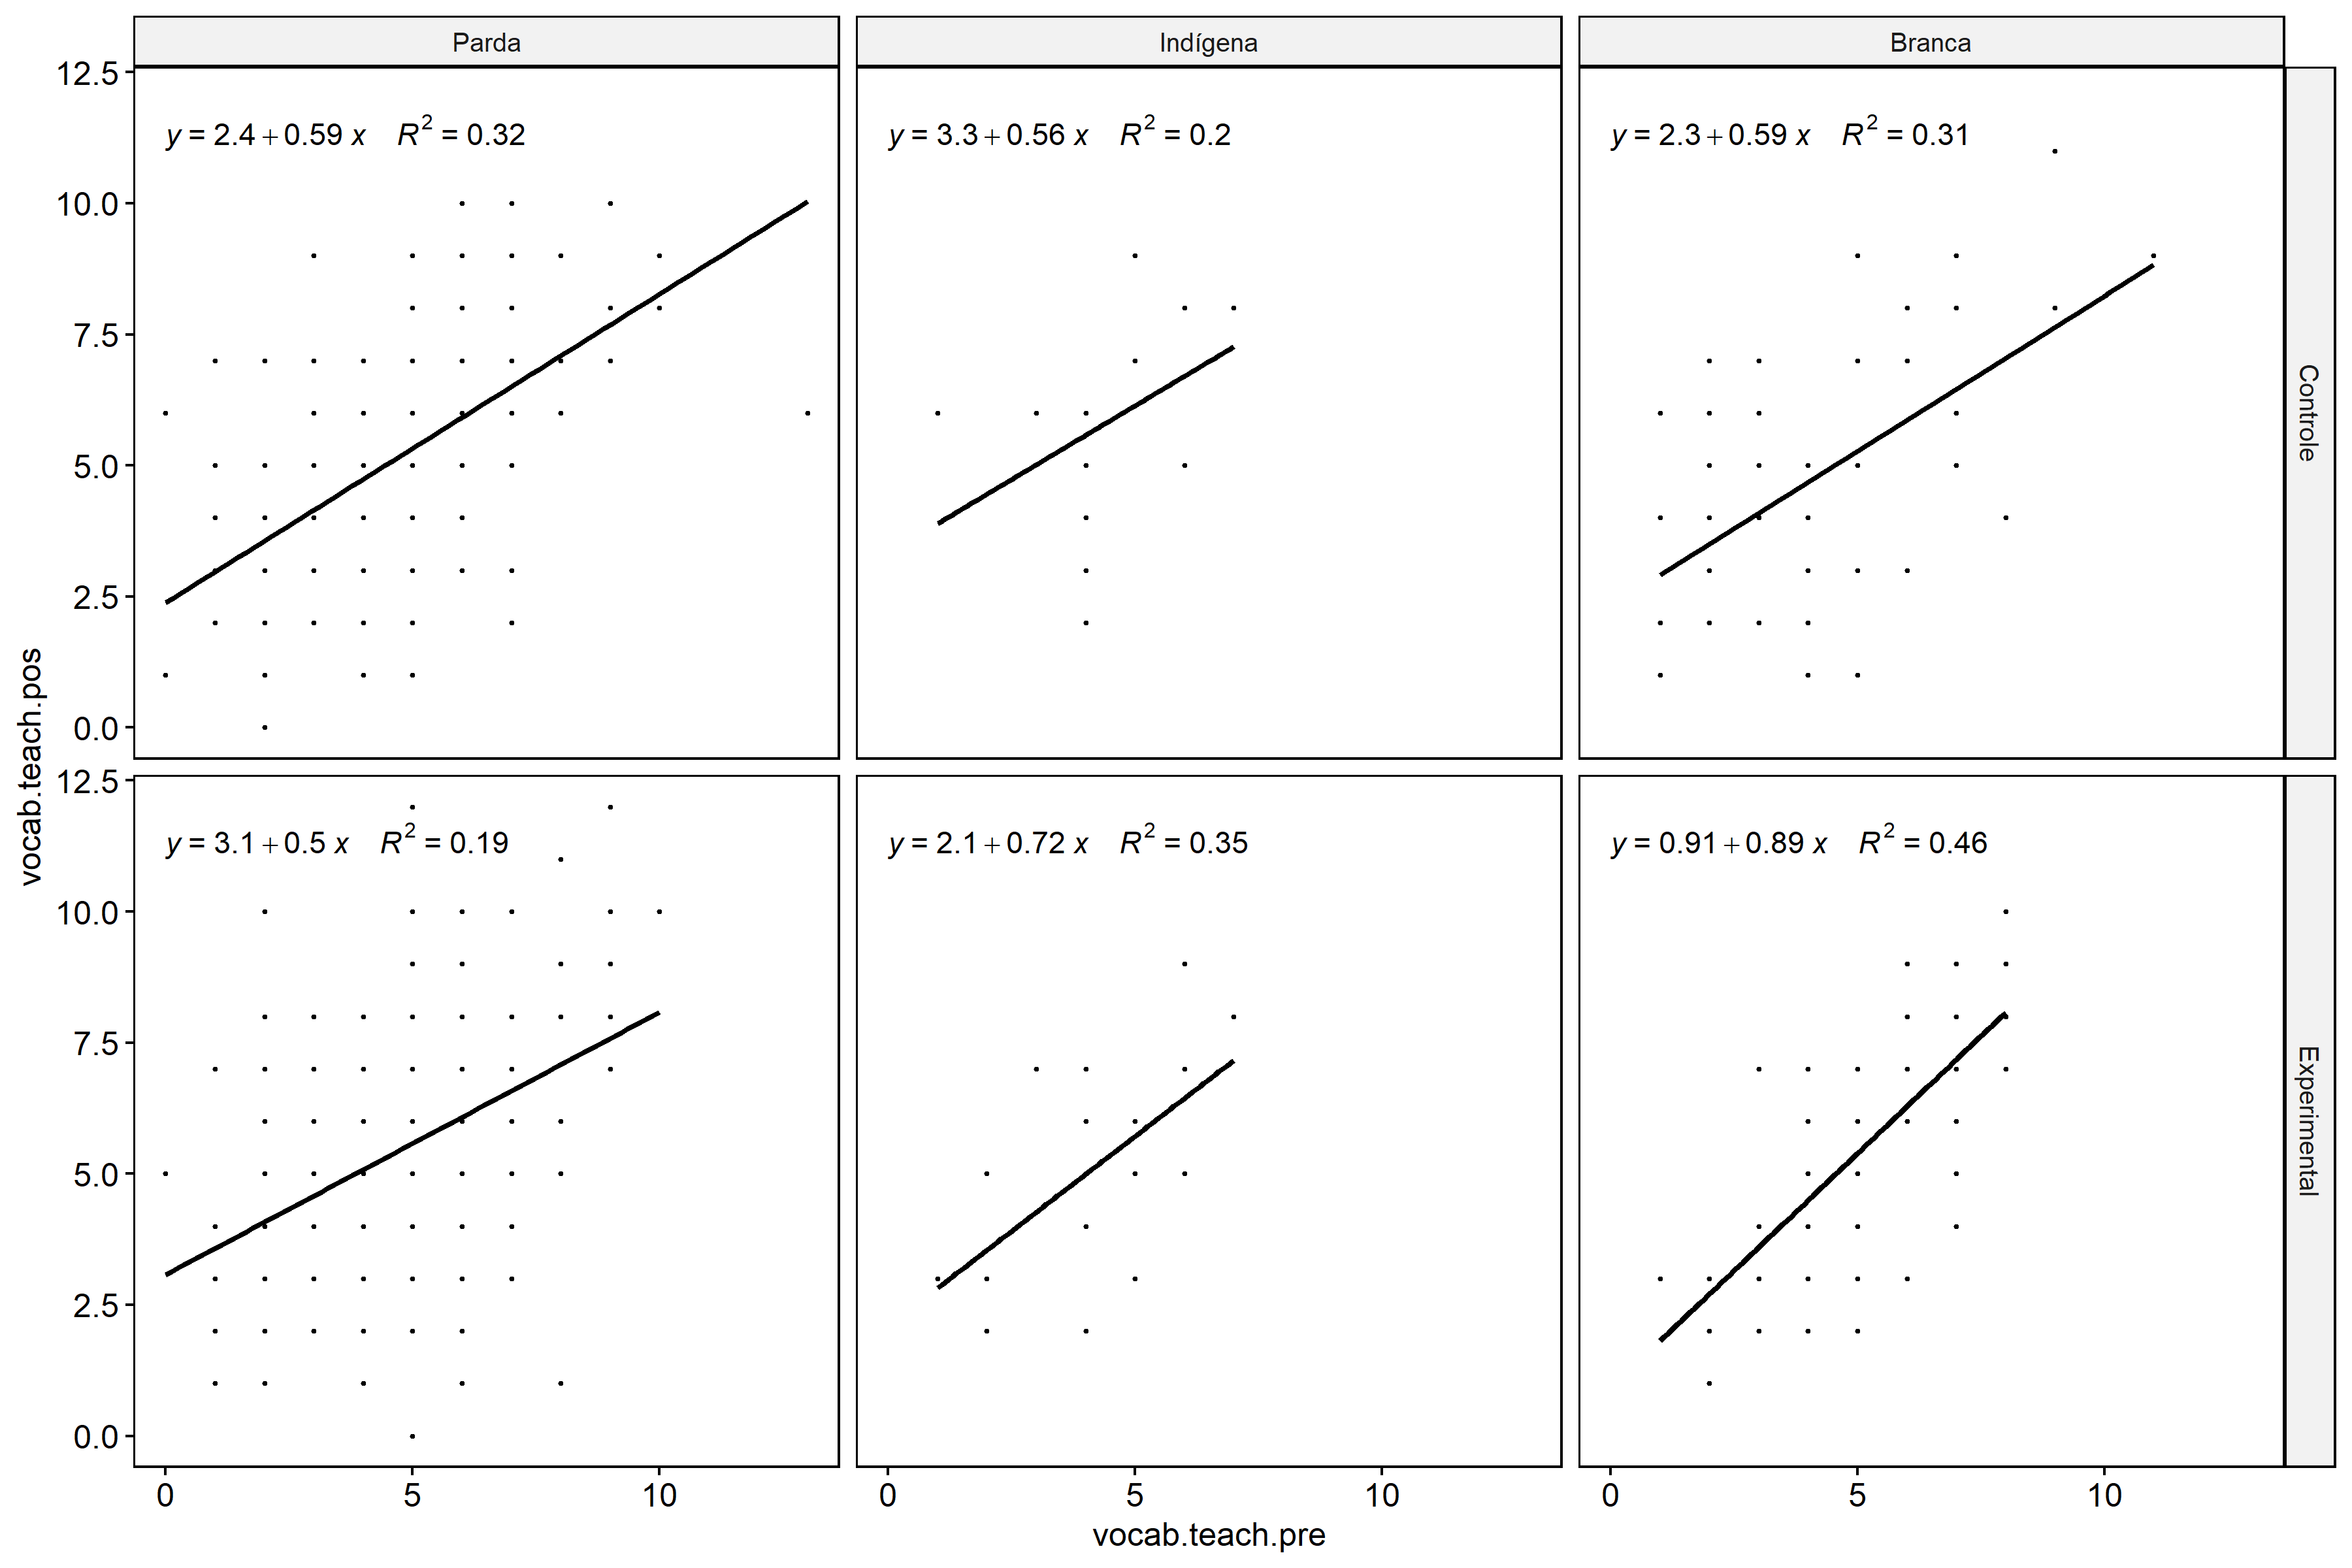 Parda
Indígena
Branca
y = 2.4 + 0.59 x R² = 0.32
y = 3.3 + 0.56 x R² = 0.2
y = 2.3 + 0.59 x R² = 0.31
12.5
10.0
7.5
5.0
2.5
0.0
Controle
y = 3.1 + 0.5 x R² = 0.19
y = 2.1 + 0.72 x R² = 0.35
y = 0.91 + 0.89 x R² = 0.46
12.5
10.0
7.5
5.0
2.5
0.0
Experimental
vocab.teach.pos
0 5 10
0 5 10
0 5 10
vocab.teach.pre